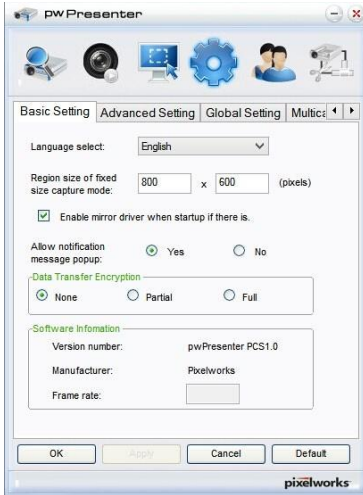 pwPresenter
Basic Setting Advanced Setting Global Setting Multica
Language select: English
Region size of fixed
size capture mode: 800 x 600 (pixels)
Enable mirror driver when startup if there is.
Allow notification
message popup: Yes No
Data Transfer Encryption
None Partial Full
Software Infomation
Version number: pwPresenter PCS1.0
Manufacturer: Pixelworks
Frame rate:
OK Apply Cancel Default
pixelworks